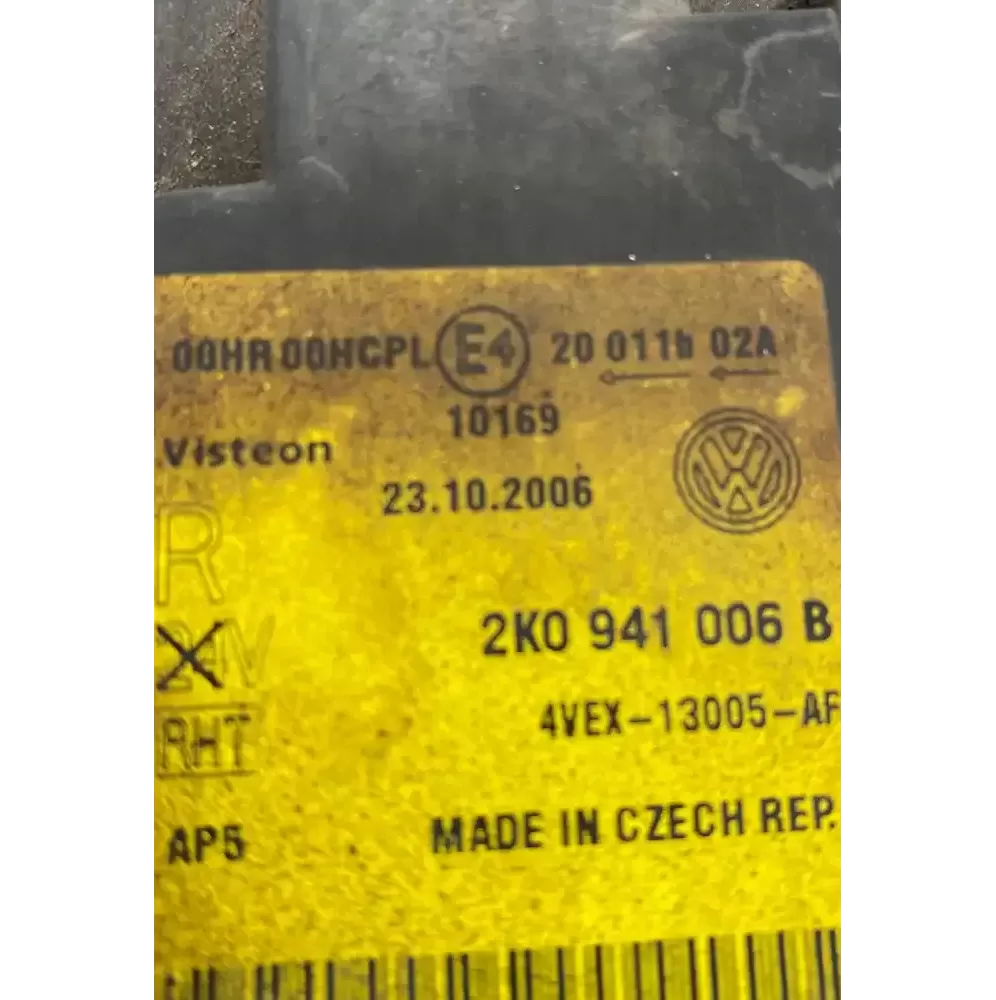 00HR 00HCPL E4 20 011b 02A
10169
Visteon
23.10.2006
R
2K0 941 006 B
24V
4VEX-13005-AF
RHT
AP5 MADE IN CZECH REP.